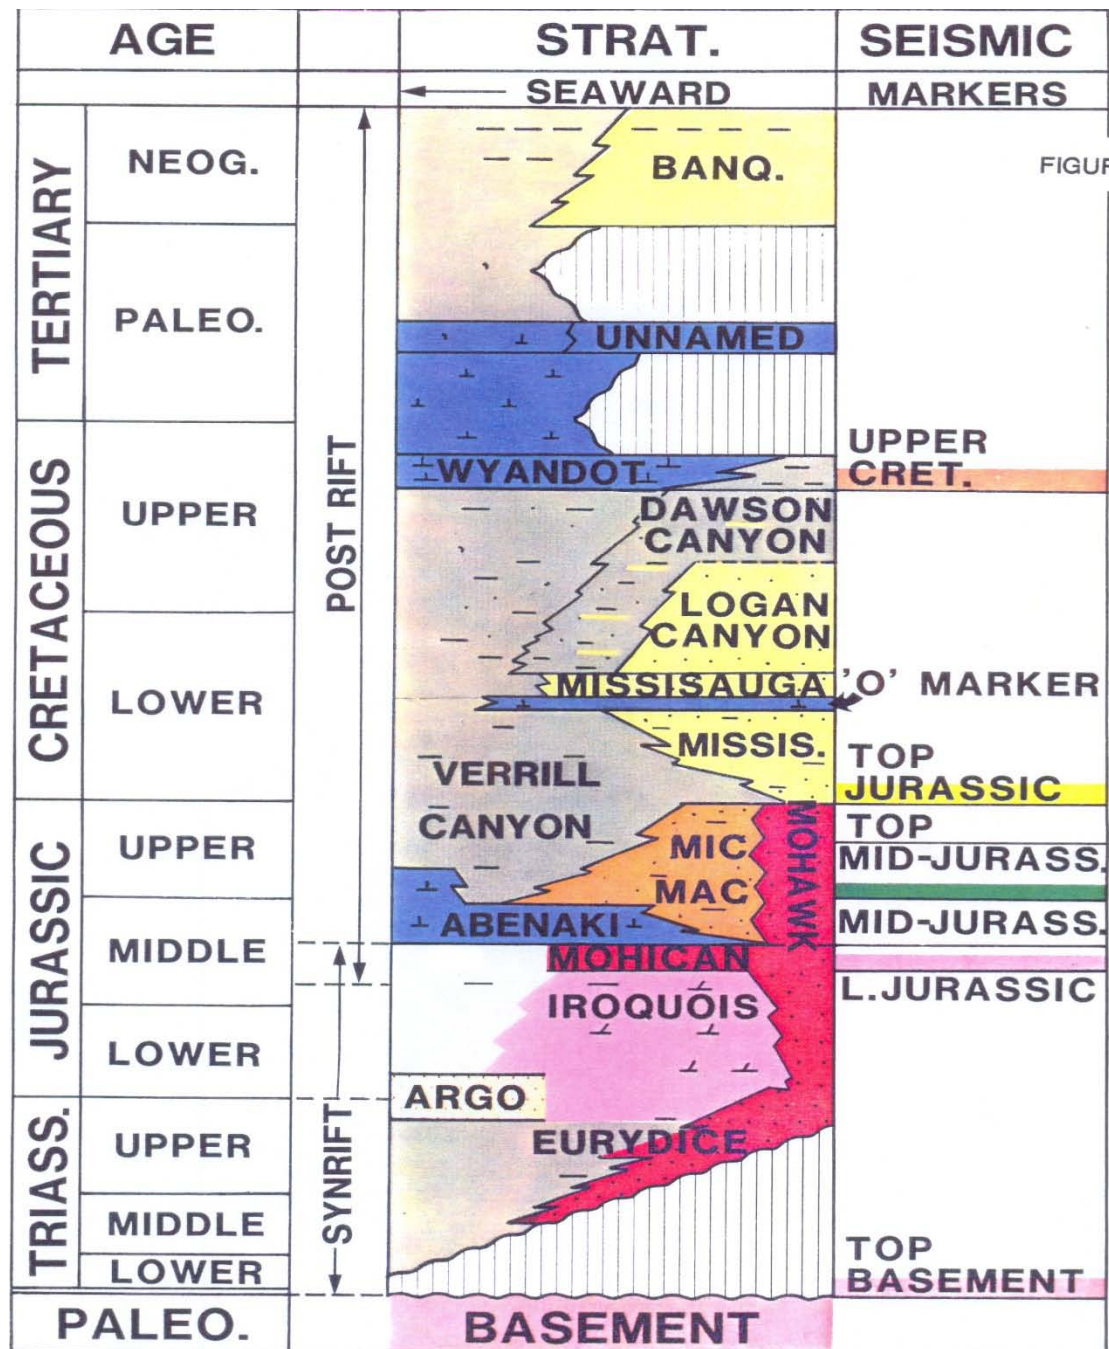 AGE
STRAT.
SEISMIC
SEAWARD
MARKERS
TERTIARY
NEOG.
BANQ.
FIGUR
PALEO.
UNNAMED
POST RIFT
CRETACEOUS
UPPER
WYANDOT
UPPER
CRET.
DAWSON
CANYON
LOGAN
CANYON
LOWER
MISSISAUGA
'O' MARKER
MISSIS.
VERRILL
CANYON
TOP
JURASSIC
JURASSIC
UPPER
MIC
MAC
MOHAWK
TOP
MID-JURASS.
ABENAKI
MID-JURASS.
MIDDLE
MOHICAN
IROQUOIS
L.JURASSIC
LOWER
ARGO
SYNRIFT
TRIASS.
UPPER
EURYDICE
MIDDLE
LOWER
TOP
BASEMENT
PALEO.
BASEMENT